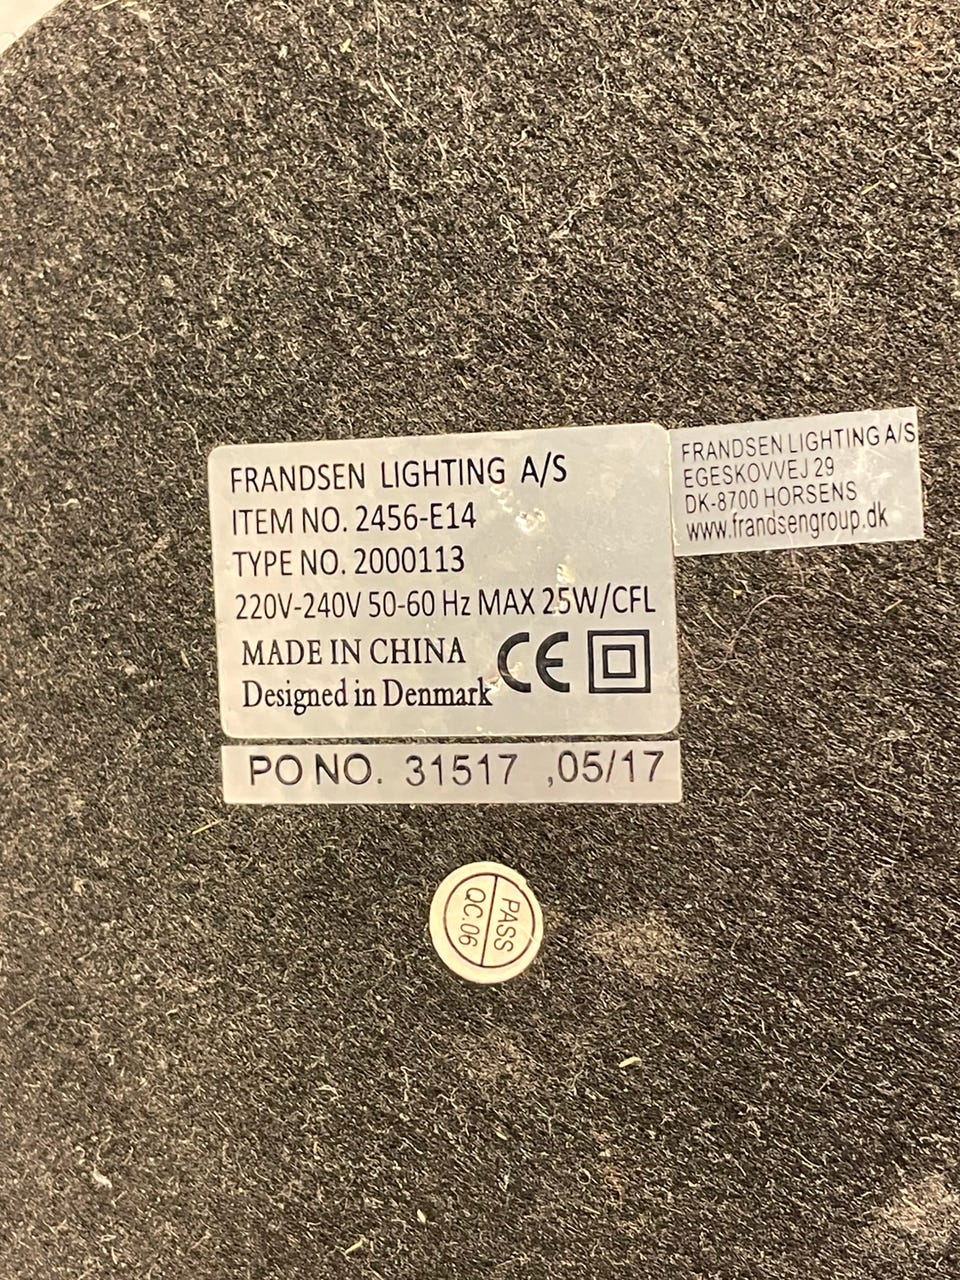 FRANDSEN LIGHTING A/S
ITEM NO. 2456-E14
TYPE NO. 2000113
220V-240V 50-60 Hz MAX 25W/CFL
MADE IN CHINA
Designed in Denmark
CE
FRANDSEN LIGHTING A/S
EGESKOVVEJ 29
DK-8700 HORSENS
www.frandsengroup.dk
PO NO. 31517 ,05/17
PASS
QC.06